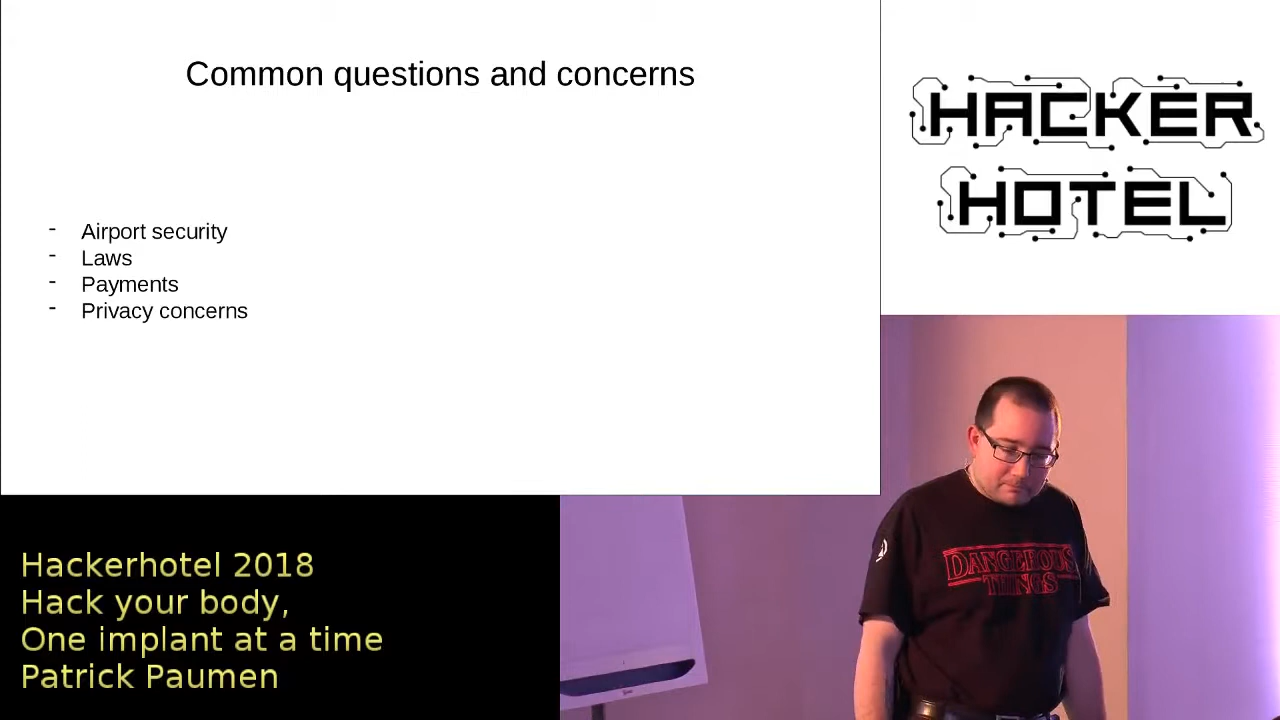 Common questions and concerns
- Airport security
- Laws
- Payments
- Privacy concerns
HACKER
HOTEL
DANGEROUS
THINGS
Hackerhotel 2018
Hack your body,
One implant at a time
Patrick Paumen